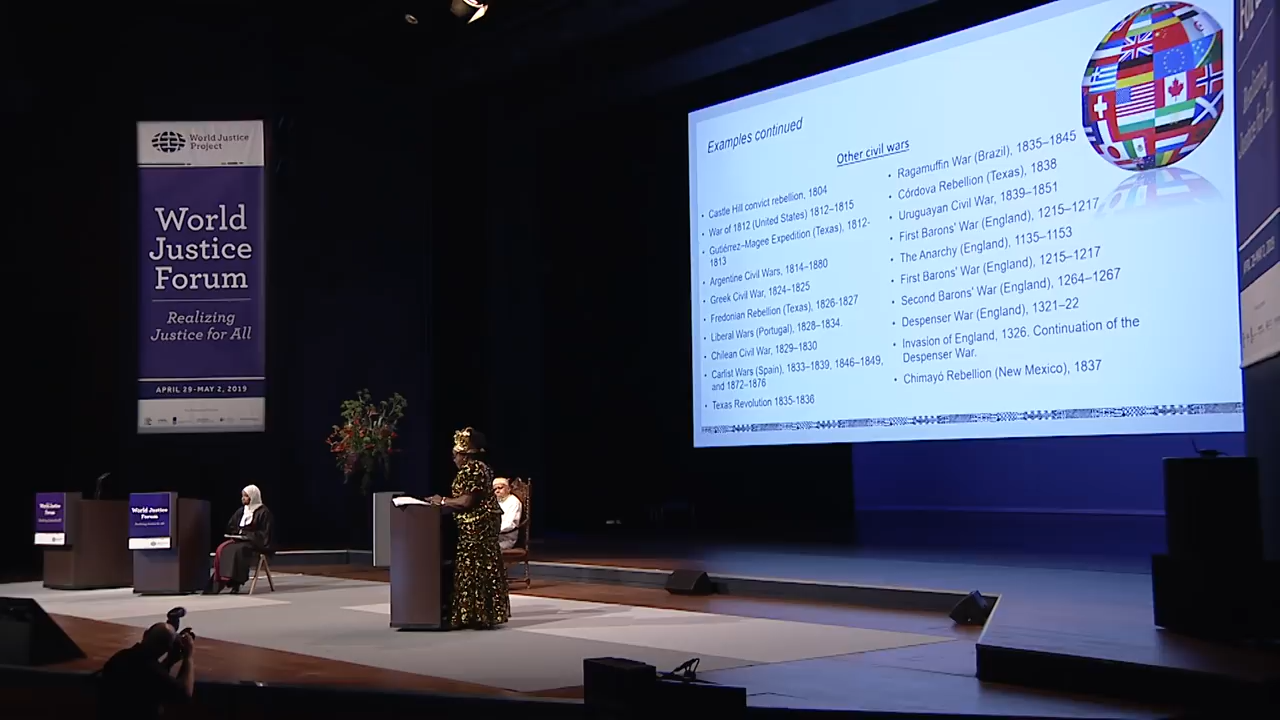 World Justice
Project
World
Justice
Forum
Realizing
Justice for All
APRIL 29-MAY 2, 2019
World Justice
Forum
World Justice
Forum
Examples continued
Other civil wars
• Castle Hill convict rebellion, 1804
• War of 1812 (United States) 1812–1815
• Gutiérrez–Magee Expedition (Texas), 1812-
1813
• Argentine Civil Wars, 1814–1880
• Greek Civil War, 1824–1825
• Fredonian Rebellion (Texas), 1826-1827
• Liberal Wars (Portugal), 1828–1834.
• Chilean Civil War, 1829–1830
• Carlist Wars (Spain), 1833–1839, 1846–1849,
and 1872–1876
• Texas Revolution 1835-1836
• Ragamuffin War (Brazil), 1835–1845
• Córdova Rebellion (Texas), 1838
• Uruguayan Civil War, 1839–1851
• First Barons' War (England), 1215–1217
• The Anarchy (England), 1135–1153
• First Barons' War (England), 1215–1217
• Second Barons' War (England), 1264–1267
• Despenser War (England), 1321–22
• Invasion of England, 1326. Continuation of the
Despenser War.
• Chimayó Rebellion (New Mexico), 1837